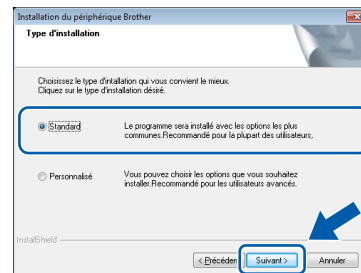 Installation du périphérique Brother
Type d'installation
Choisissez le type d'intallation qui vous convient le mieux.
Cliquez sur le type d'installation désiré.
Standard
Le programme sera installé avec les options les plus
communes.Recommandé pour la plupart des utilisateurs,
Personnalisé
Vous pouvez choisir les options que vous souhaitez
installer.Recommandé pour les utilisateurs avancés.
InstallShield
< Précéden
Suivant >
Annuler